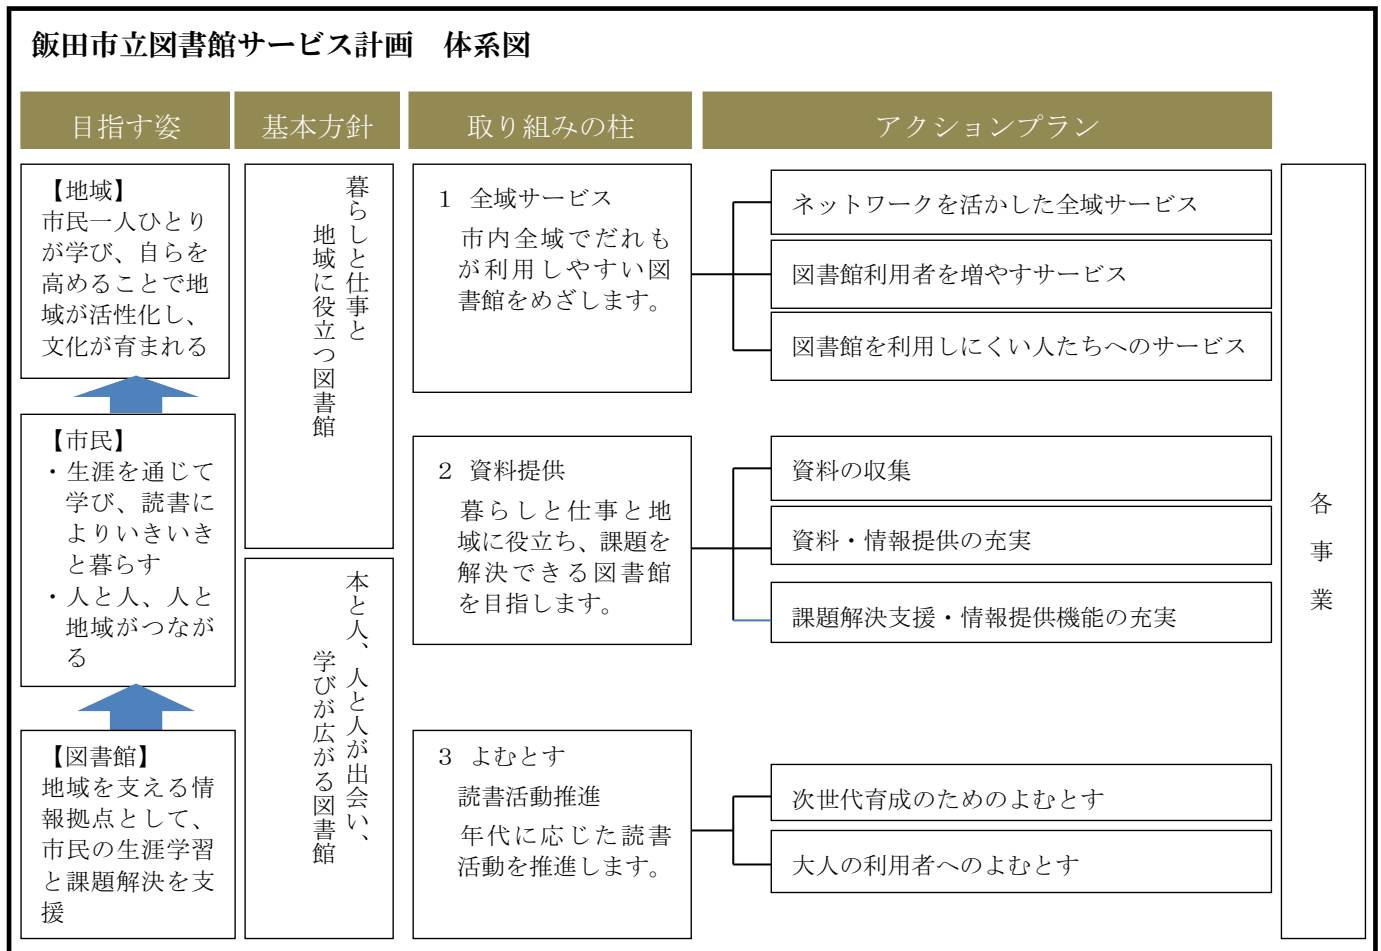 飯田市立図書館サービス計画　体系図
目指す姿
基本方針
取り組みの柱
アクションプラン
【地域】
市民一人ひとり
が学び、自らを
高めることで地
域が活性化し、
文化が育まれる
【市民】
・生涯を通じて
学び、読書に
よりいきいき
と暮らす
・人と人、人と
地域がつなが
る
【図書館】
地域を支える情
報拠点として、
市民の生涯学習
と課題解決を支
援
暮らしと仕事と
地域に役立つ図書館
本と人、人と人が出会い、
学びが広がる図書館
1　全域サービス
市内全域でだれも
が利用しやすい図
書館をめざします。
ネットワークを活かした全域サービス
図書館利用者を増やすサービス
図書館を利用しにくい人たちへのサービス
2　資料提供
暮らしと仕事と地
域に役立ち、課題を
解決できる図書館
を目指します。
資料の収集
資料・情報提供の充実
課題解決支援・情報提供機能の充実
3　よむとす
読書活動推進
年代に応じた読書
活動を推進します。
次世代育成のためのよむとす
大人の利用者へのよむとす
各事業